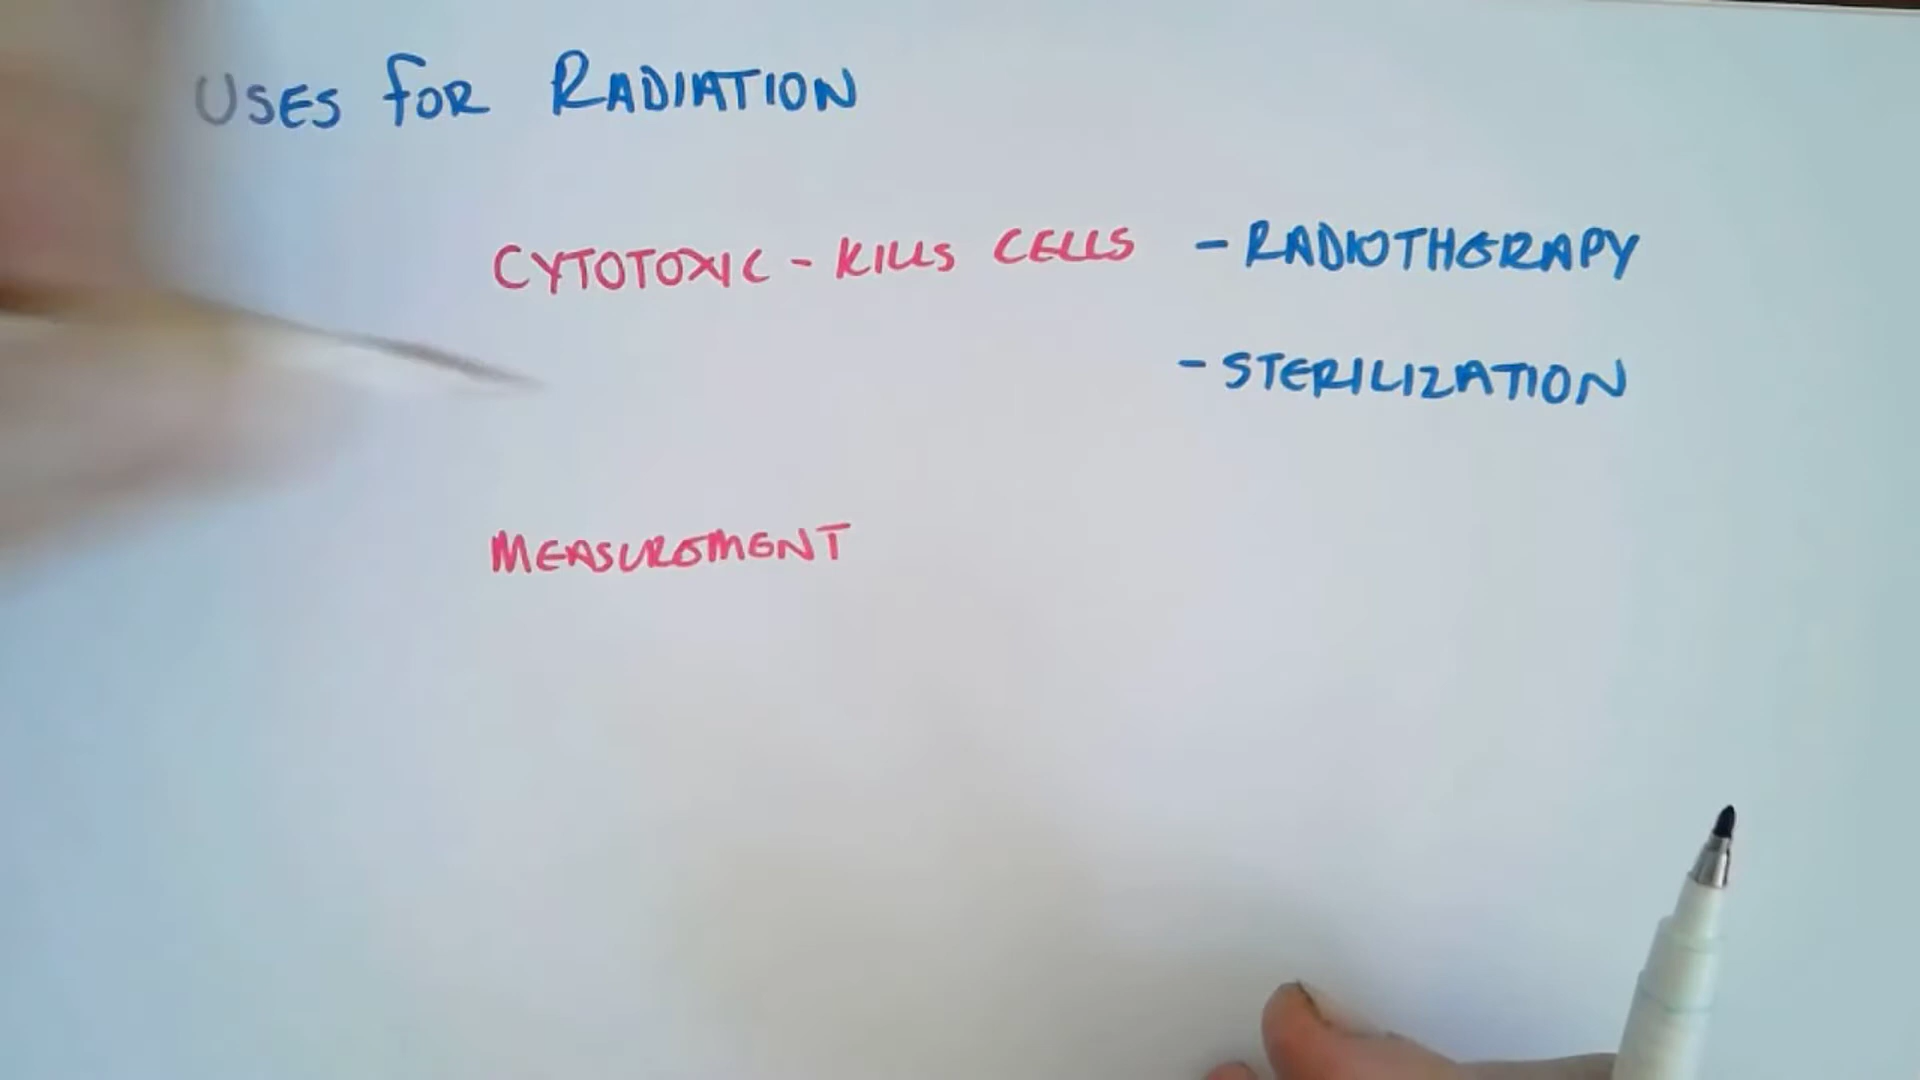 USES FOR RADIATION
CYTOTOXIC - KILLS CELLS - RADIOTHERAPY
- STERILIZATION
MEASUREMENT